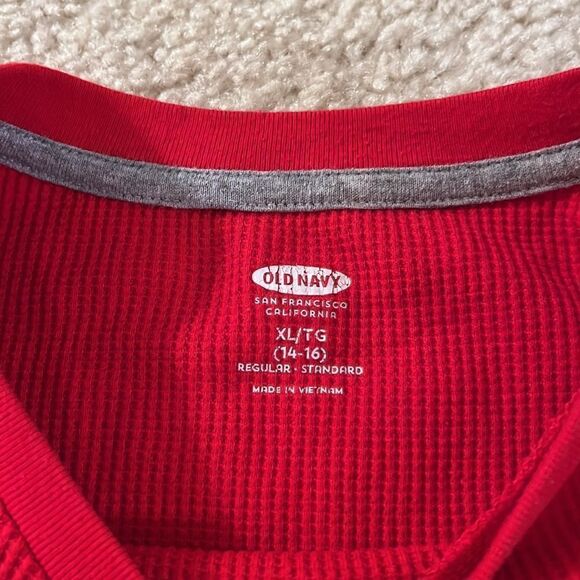 OLD NAVY
SAN FRANCISCO
CALIFORNIA
XL/TG
(14-16)
REGULAR · STANDARD
MADE IN VIETNAM